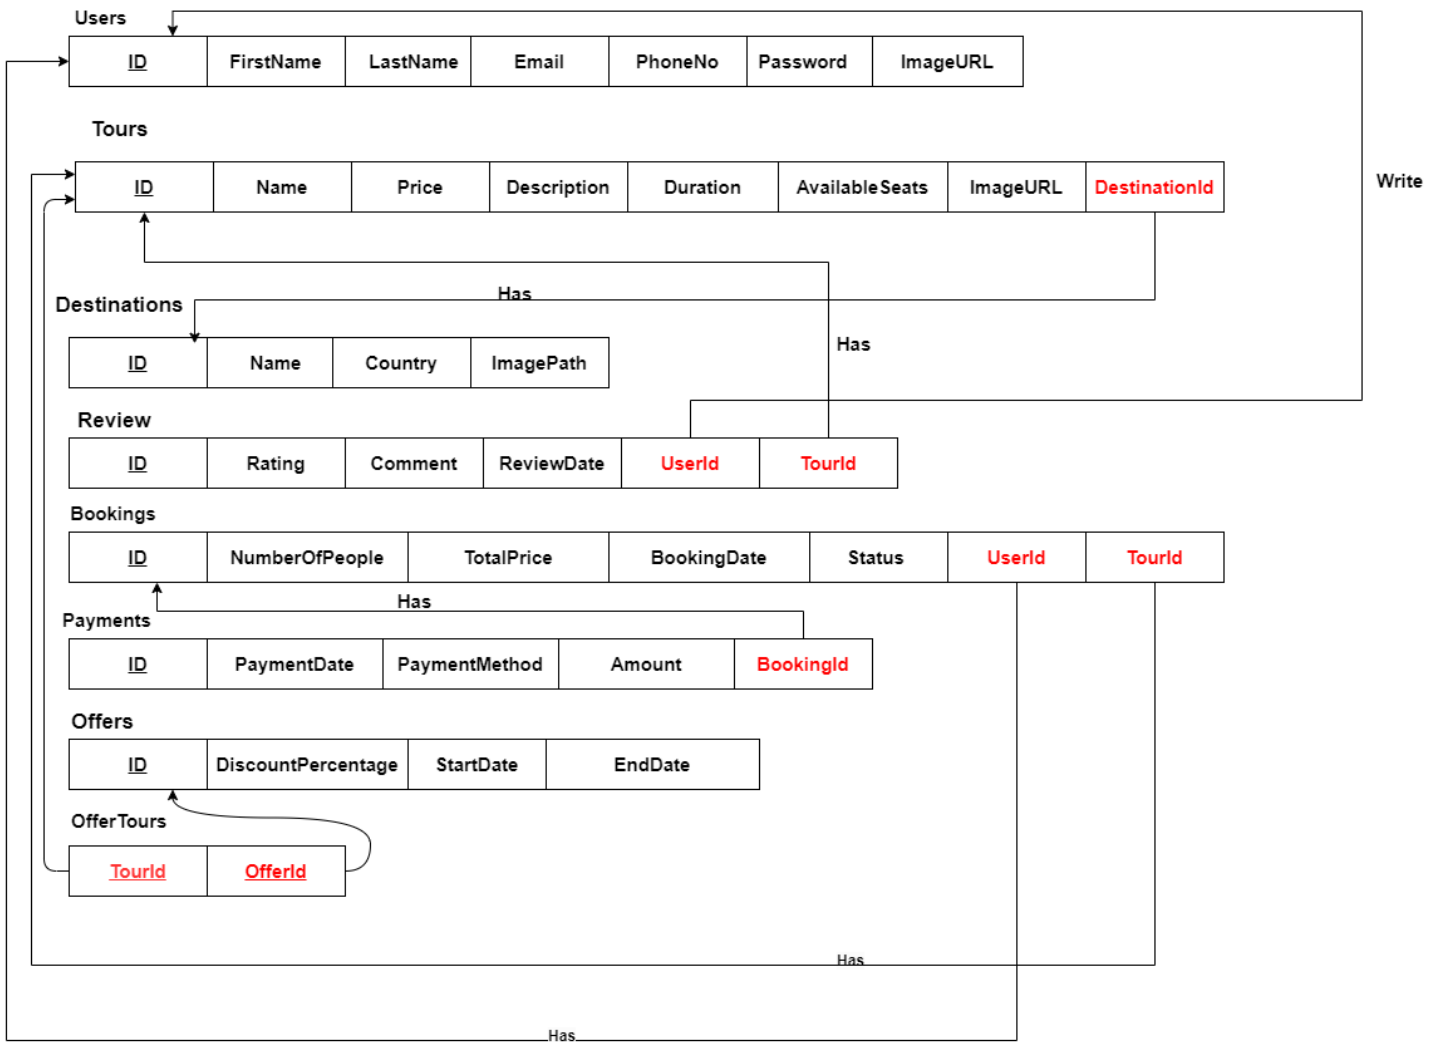 Users
ID FirstName LastName Email PhoneNo Password ImageURL
Tours
Write
ID Name Price Description Duration AvailableSeats ImageURL DestinationId
Has
Destinations
Has
ID Name Country ImagePath
Review
ID Rating Comment ReviewDate UserId TourId
Bookings
ID NumberOfPeople TotalPrice BookingDate Status UserId TourId
Has
Payments
ID PaymentDate PaymentMethod Amount BookingId
Offers
ID DiscountPercentage StartDate EndDate
OfferTours
TourId OfferId
Has
Has